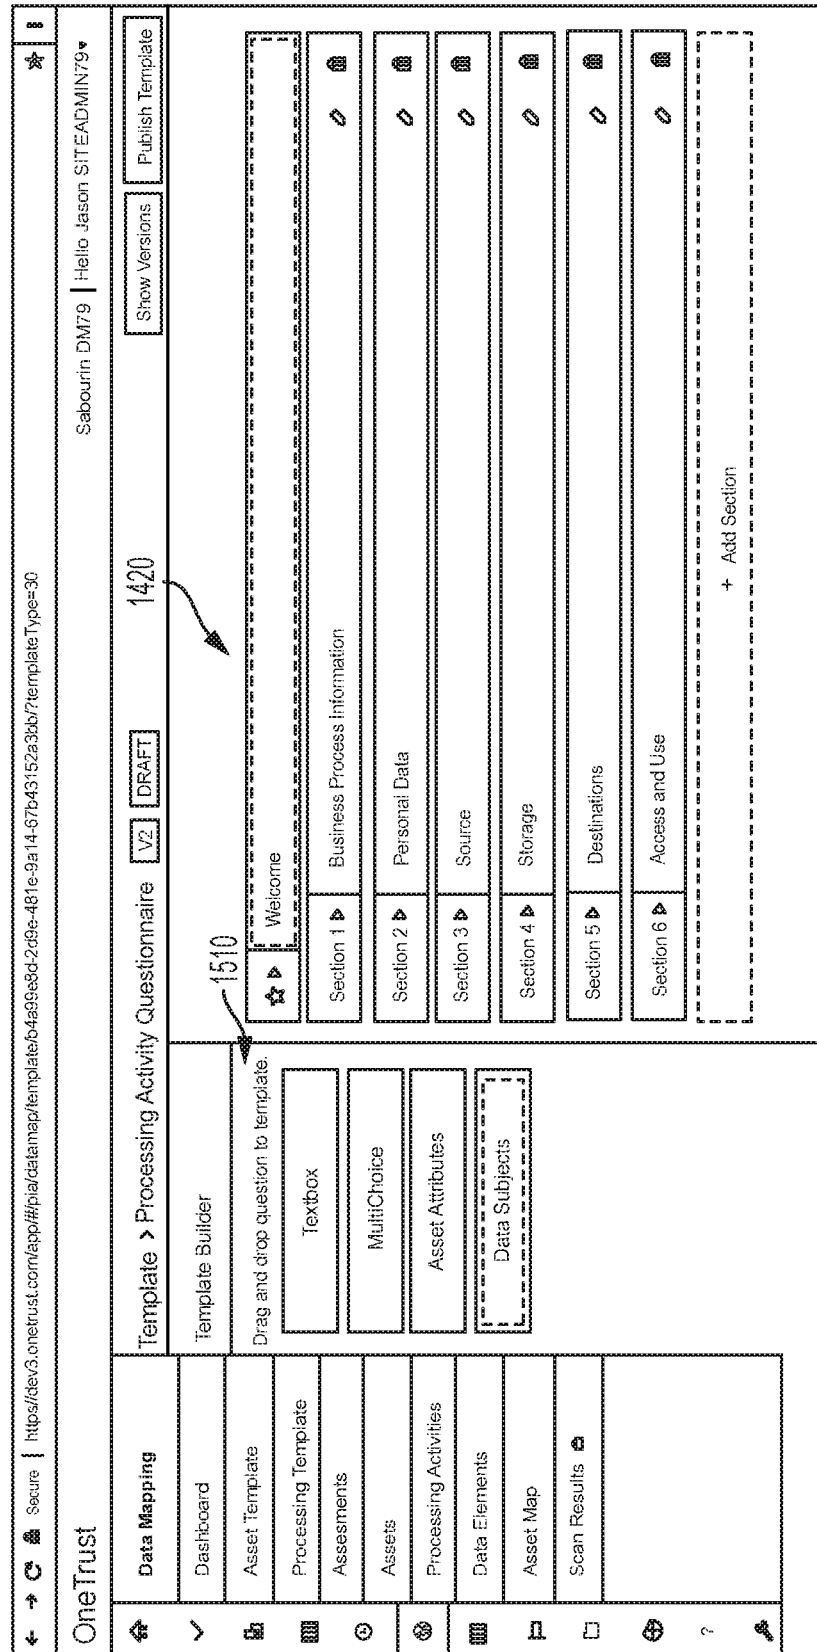 Secure | https//dev3.onetrust.com/app/#/pia/datamap/template/b4a99e8d-2d9e-481e-9a14-67b43152a3bb/?templateType=30
OneTrust
Sabourin DM79 | Hello Jason SITEADMIN79
Template > Processing Activity Questionnaire V2 DRAFT
1420
Show Versions
Publish Template
Data Mapping
Dashboard
Asset Template
Processing Template
Assesments
Assets
Processing Activities
Data Elements
Asset Map
Scan Results
?
Template Builder
1510
Drag and drop question to template.
Textbox
MultiChoice
Asset Attributes
Data Subjects
Welcome
Section 1 Business Process Information
Section 2 Personal Data
Section 3 Source
Section 4 Storage
Section 5 Destinations
Section 6 Access and Use
+ Add Section